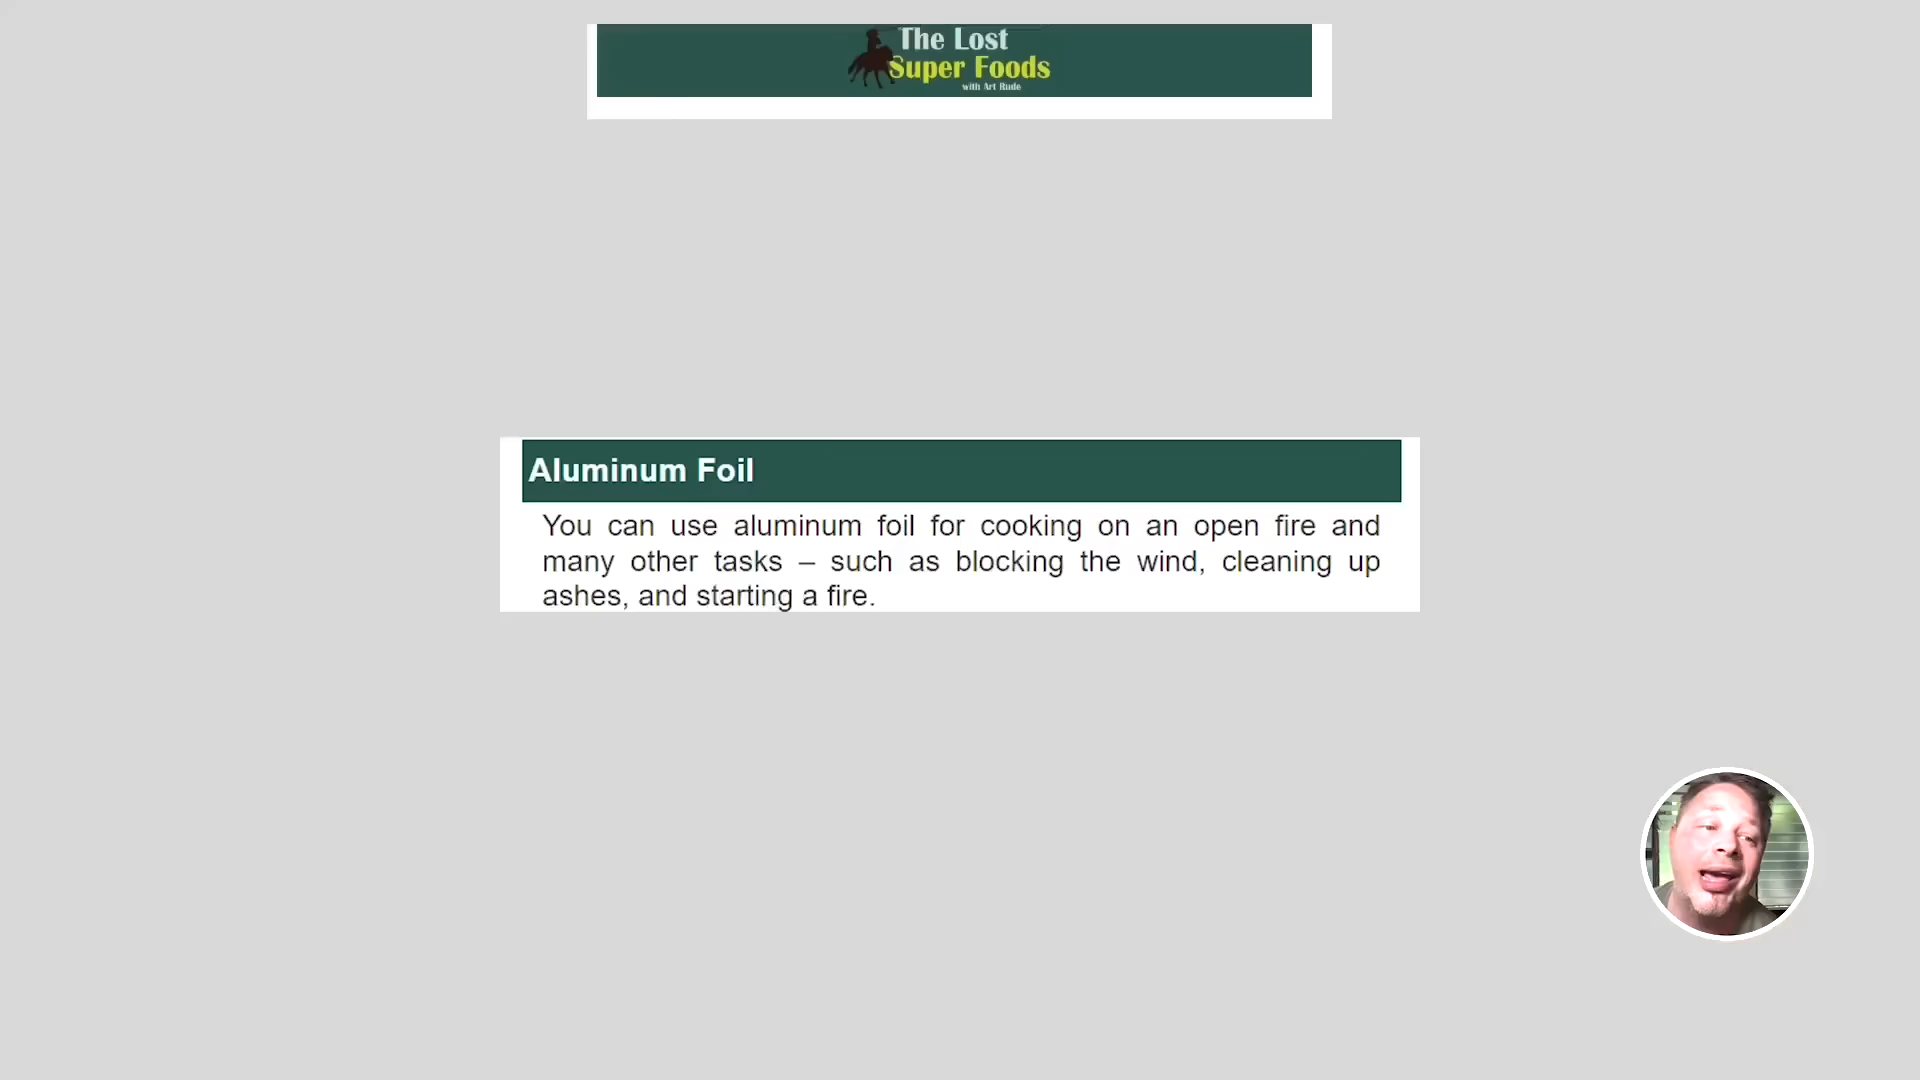 The Lost
Super Foods
with Art Rude
Aluminum Foil
You can use aluminum foil for cooking on an open fire and
many other tasks – such as blocking the wind, cleaning up
ashes, and starting a fire.